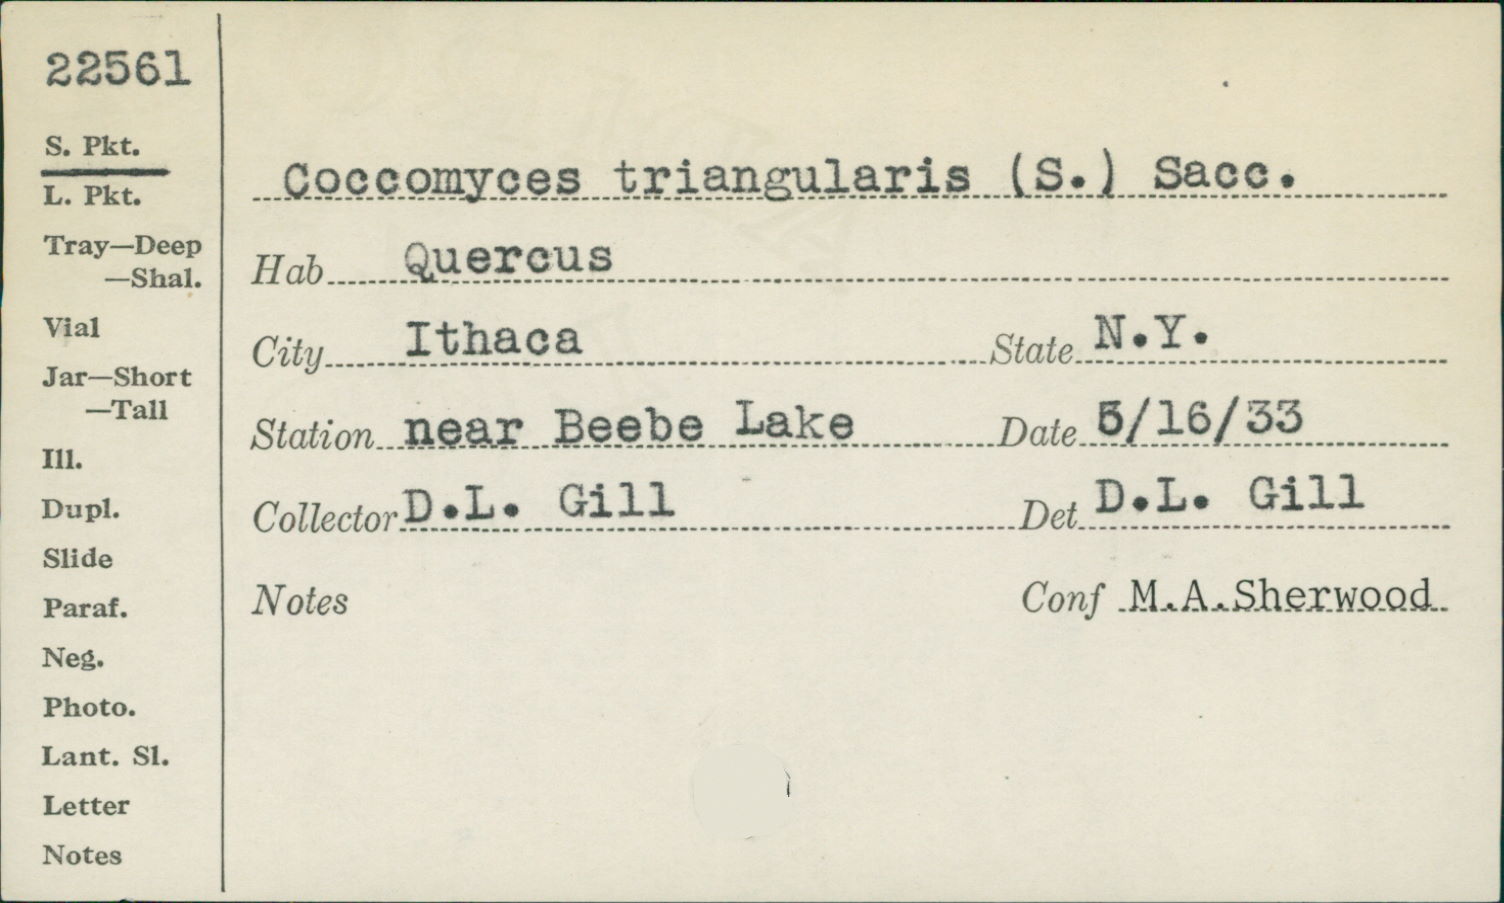 22561
S. Pkt.
L. Pkt.
Tray—Deep
—Shal.
Vial
Jar—Short
—Tall
Ill.
Dupl.
Slide
Paraf.
Neg.
Photo.
Lant. Sl.
Letter
Notes
Coccomyces triangularis (S.) Sacc.
Hab Quercus
City Ithaca State N.Y.
Station near Beebe Lake Date 5/16/33
Collector D.L. Gill Det D.L. Gill
Notes Conf M.A.Sherwood